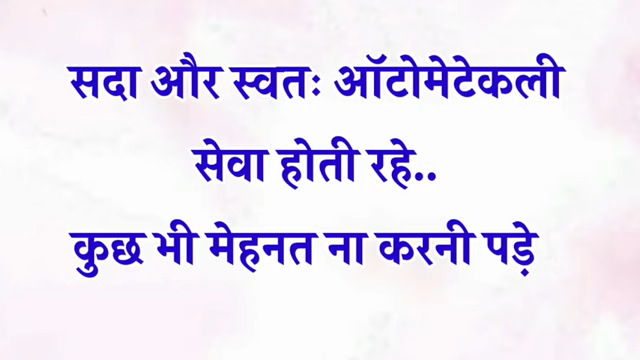 सदा और स्वतः ऑटोमेटेकली
सेवा होती रहे..
कुछ भी मेहनत ना करनी पड़े